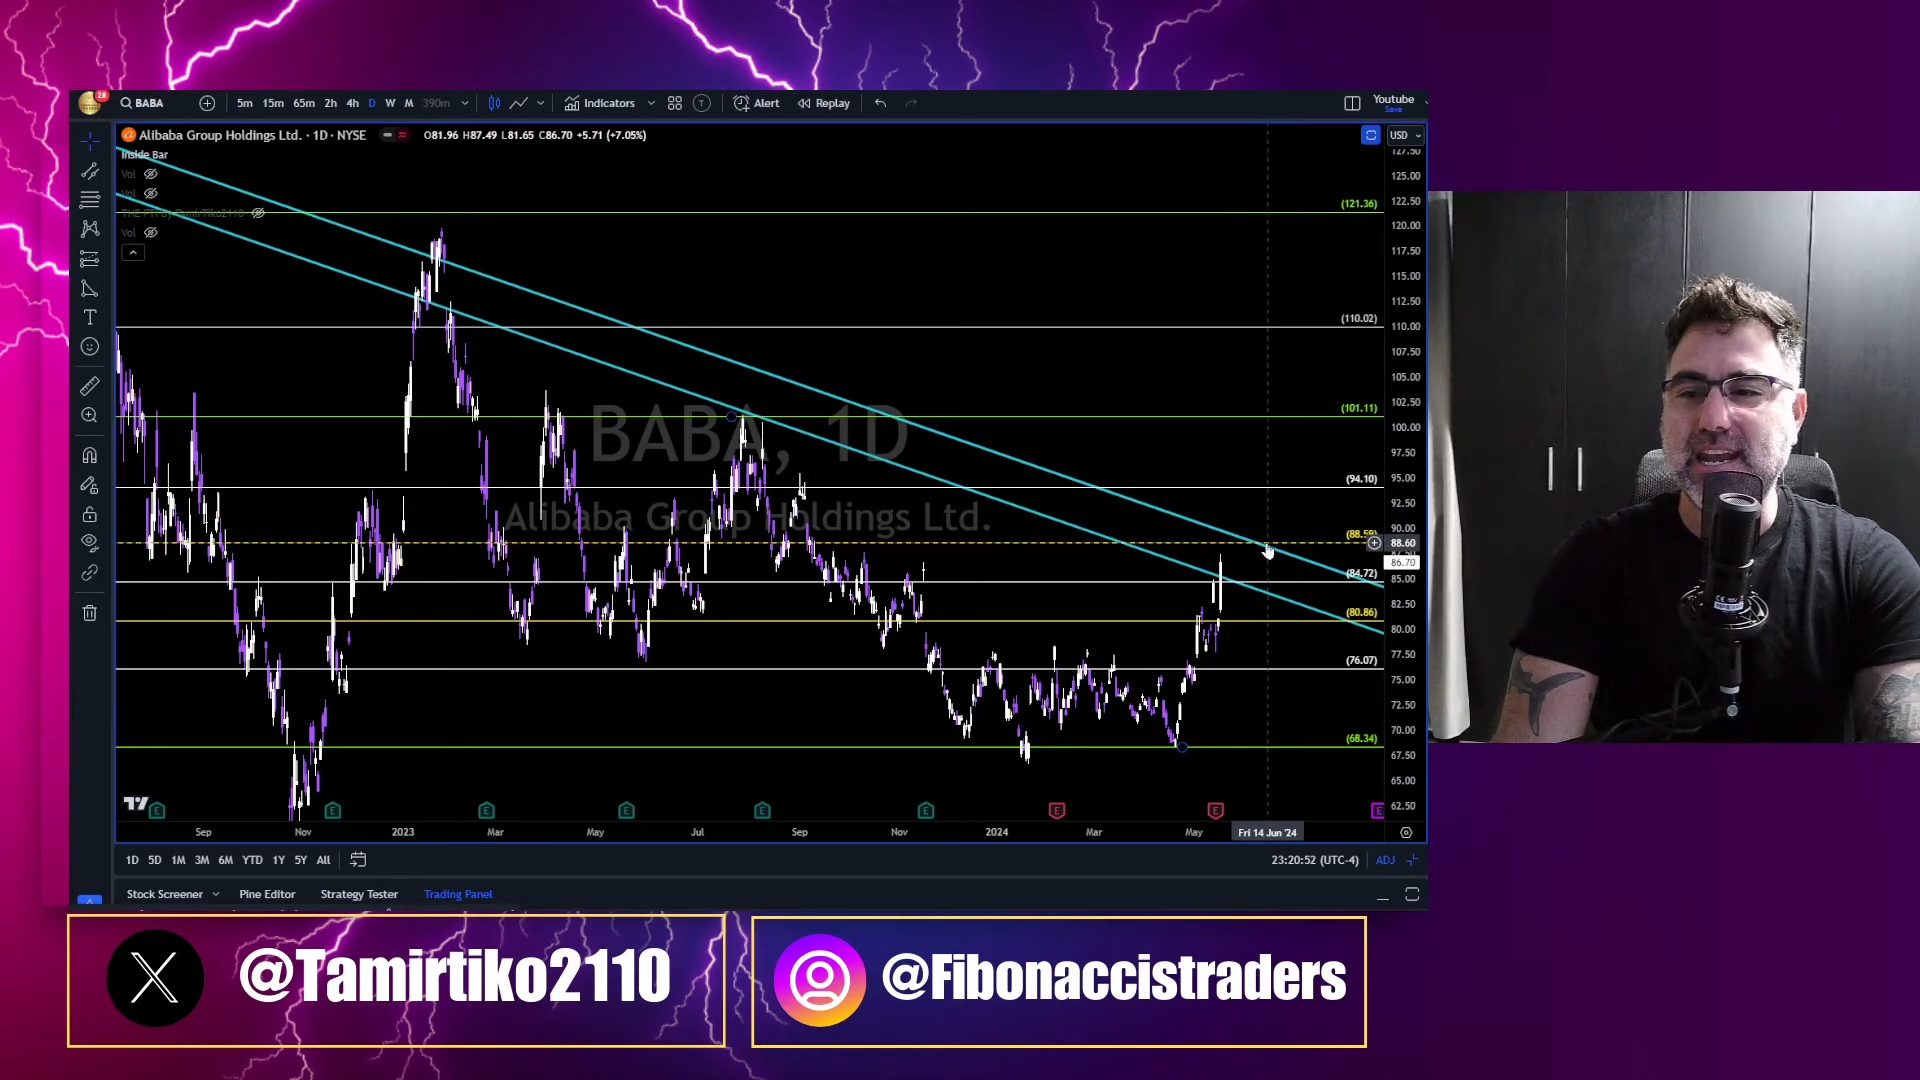 28
BABA
5m 15m 65m 2h 4h D W M 390m
Indicators
T
Alert
Replay
Youtube
Save
Alibaba Group Holdings Ltd. · 1D · NYSE
O81.96 H87.49 L81.65 C86.70 +5.71 (+7.05%)
USD
Inside Bar
Vol
Vol
Vol
BABA, 1D
Alibaba Group Holdings Ltd.
(121.36)
(110.02)
(101.11)
(94.10)
(84.72)
(80.86)
(76.07)
(68.34)
127.50
125.00
122.50
120.00
117.50
115.00
112.50
110.00
107.50
105.00
102.50
100.00
97.50
95.00
92.50
90.00
88.60
86.70
85.00
82.50
80.00
77.50
75.00
72.50
70.00
67.50
65.00
62.50
E E E E E E E E E
Sep Nov 2023 Mar May Jul Sep Nov 2024 Mar May Fri 14 Jun '24
1D 5D 1M 3M 6M YTD 1Y 5Y All
23:20:52 (UTC-4) ADJ
Stock Screener Pine Editor Strategy Tester Trading Panel
@Tamirtiko2110
@Fibonaccistraders